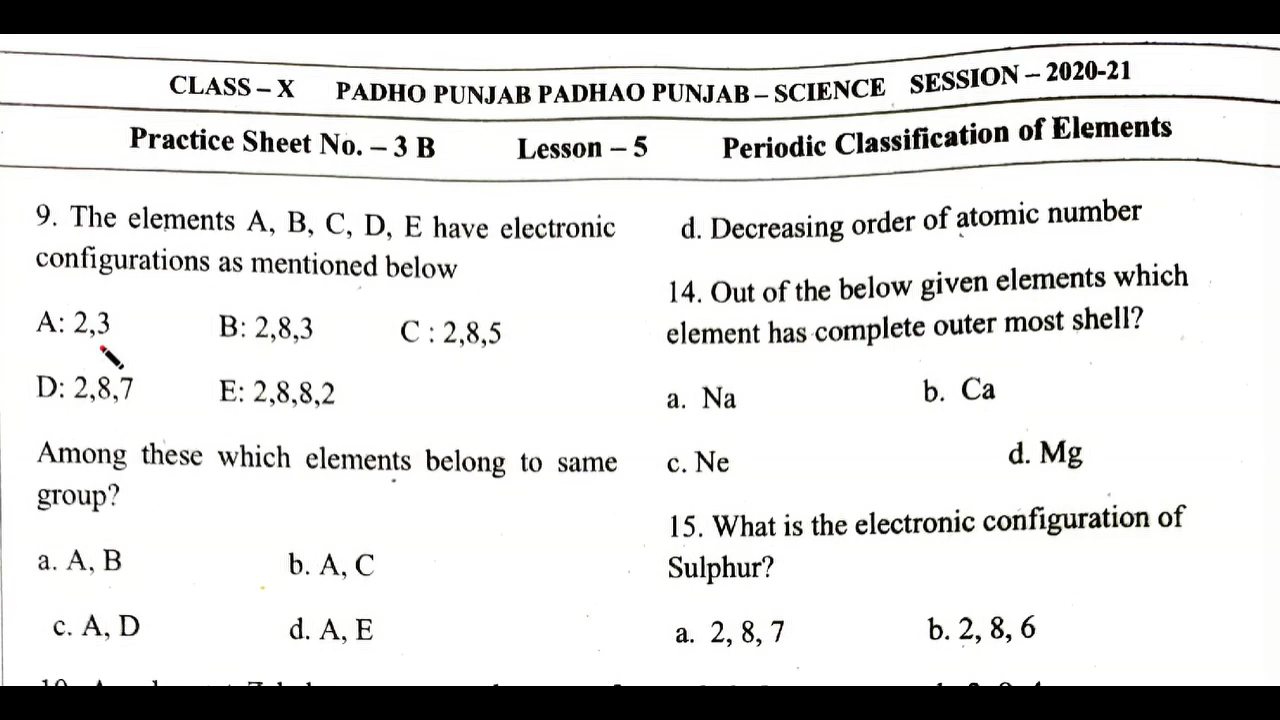 CLASS – X PADHO PUNJAB PADHAO PUNJAB – SCIENCE SESSION – 2020-21
Practice Sheet No. – 3 B Lesson – 5 Periodic Classification of Elements
9. The elements A, B, C, D, E have electronic
configurations as mentioned below
A: 2,3 B: 2,8,3 C : 2,8,5
D: 2,8,7 E: 2,8,8,2
Among these which elements belong to same
group?
a. A, B b. A, C
c. A, D d. A, E
d. Decreasing order of atomic number
14. Out of the below given elements which
element has complete outer most shell?
a. Na b. Ca
c. Ne d. Mg
15. What is the electronic configuration of
Sulphur?
a. 2, 8, 7 b. 2, 8, 6